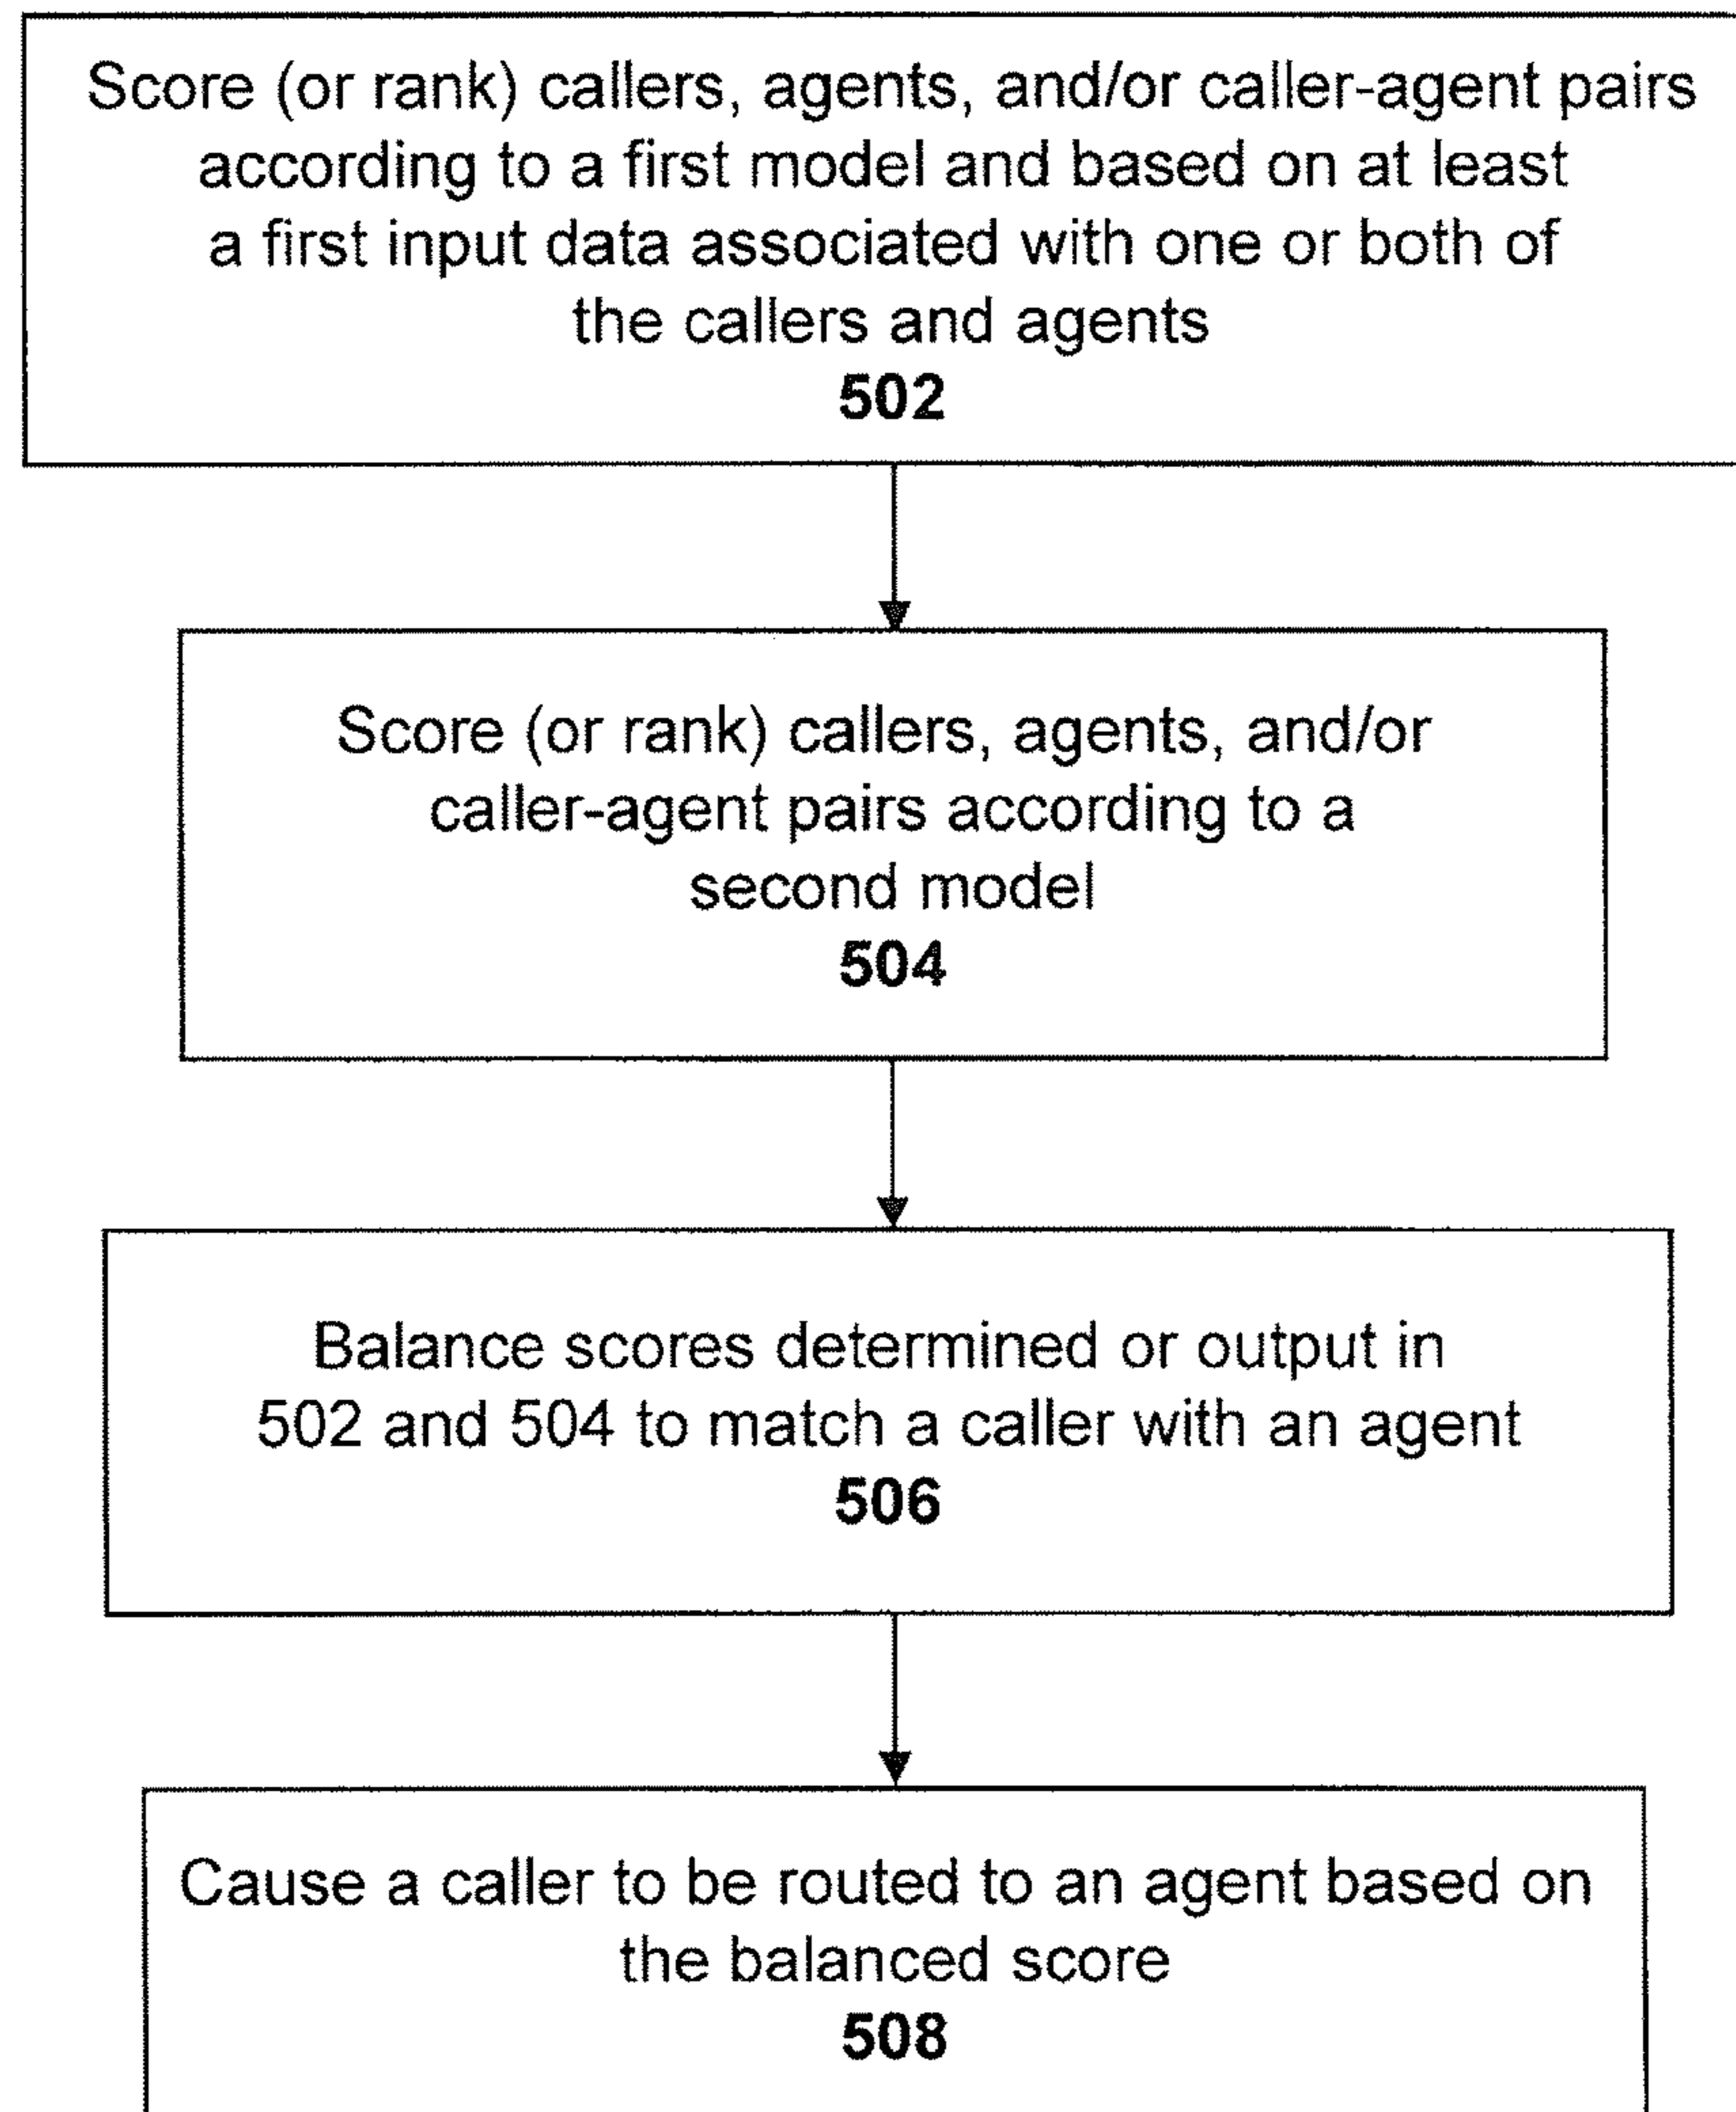 Score (or rank) callers, agents, and/or caller-agent pairs
according to a first model and based on at least
a first input data associated with one or both of
the callers and agents
502
Score (or rank) callers, agents, and/or
caller-agent pairs according to a
second model
504
Balance scores determined or output in
502 and 504 to match a caller with an agent
506
Cause a caller to be routed to an agent based on
the balanced score
508